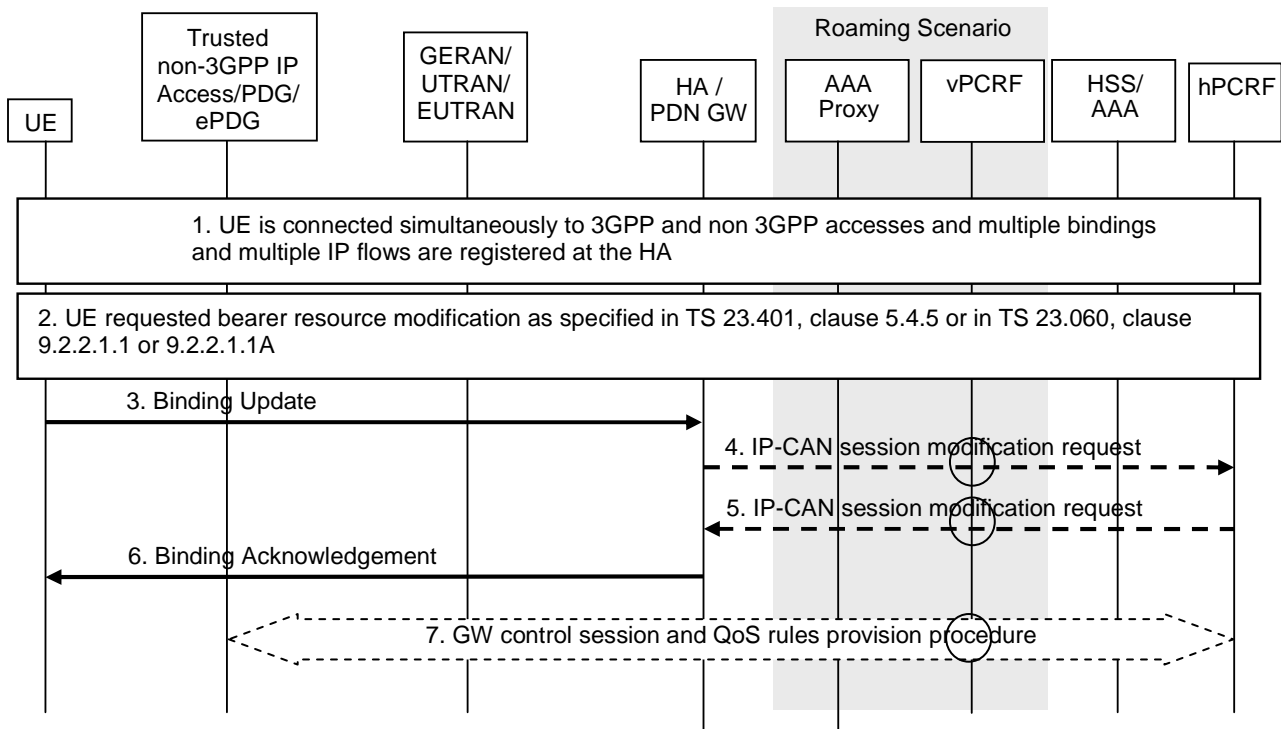 Roaming Scenario
UE
Trusted
non-3GPP IP
Access/PDG/
ePDG
GERAN/
UTRAN/
EUTRAN
HA /
PDN GW
AAA
Proxy
vPCRF
HSS/
AAA
hPCRF
1. UE is connected simultaneously to 3GPP and non 3GPP accesses and multiple bindings
and multiple IP flows are registered at the HA
2. UE requested bearer resource modification as specified in TS 23.401, clause 5.4.5 or in TS 23.060, clause
9.2.2.1.1 or 9.2.2.1.1A
3. Binding Update
4. IP-CAN session modification request
5. IP-CAN session modification request
6. Binding Acknowledgement
7. GW control session and QoS rules provision procedure